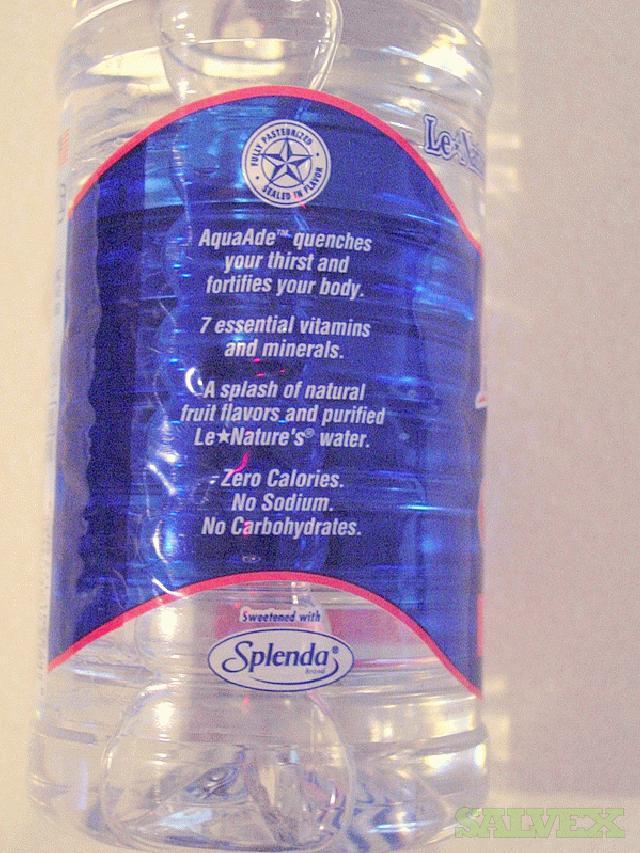 FULLY PASTEURIZED
SEALED IN FLAVOR
Le★Na
AquaAde™ quenches
your thirst and
fortifies your body.
7 essential vitamins
and minerals.
A splash of natural
fruit flavors and purified
Le★Nature's® water.
Zero Calories.
No Sodium.
No Carbohydrates.
Sweetened with
Splenda®
brand
SALVEX